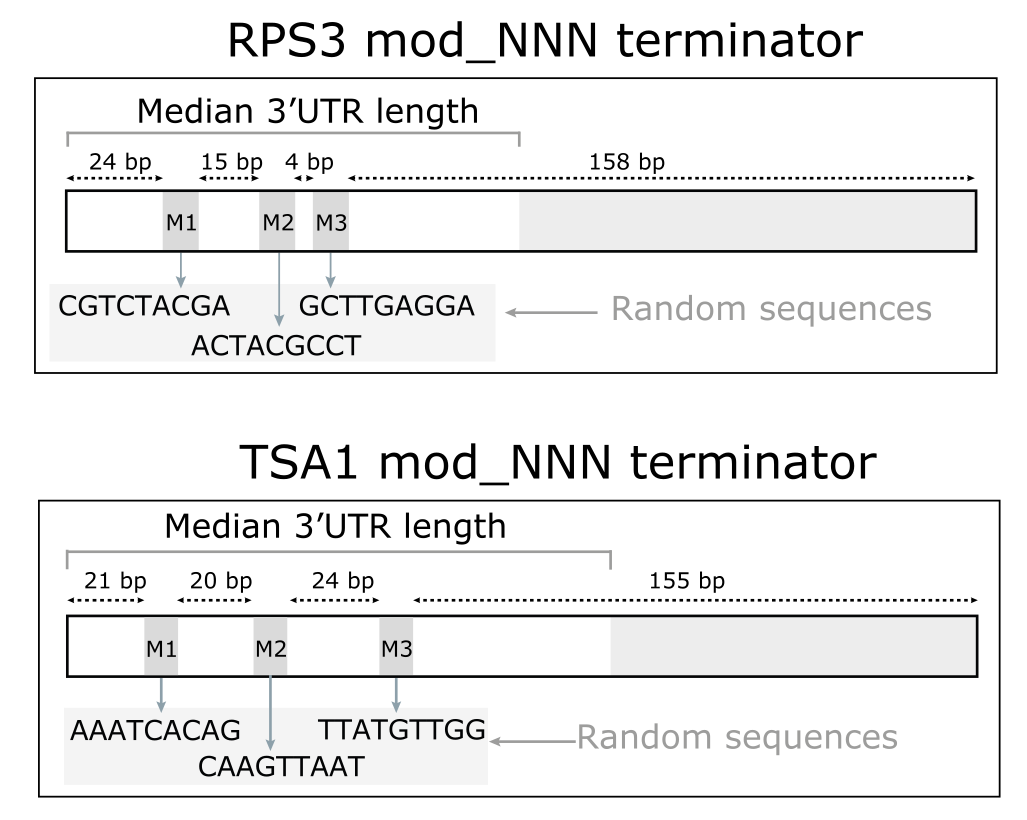 RPS3 mod_NNN terminator
Median 3’UTR length
24 bp 15 bp 4 bp 158 bp
M1 M2 M3
CGTCTACGA GCTTGAGGA Random sequences
ACTACGCCT
TSA1 mod_NNN terminator
Median 3’UTR length
21 bp 20 bp 24 bp 155 bp
M1 M2 M3
AAATCACAG TTATGTTGG Random sequences
CAAGTTAAT